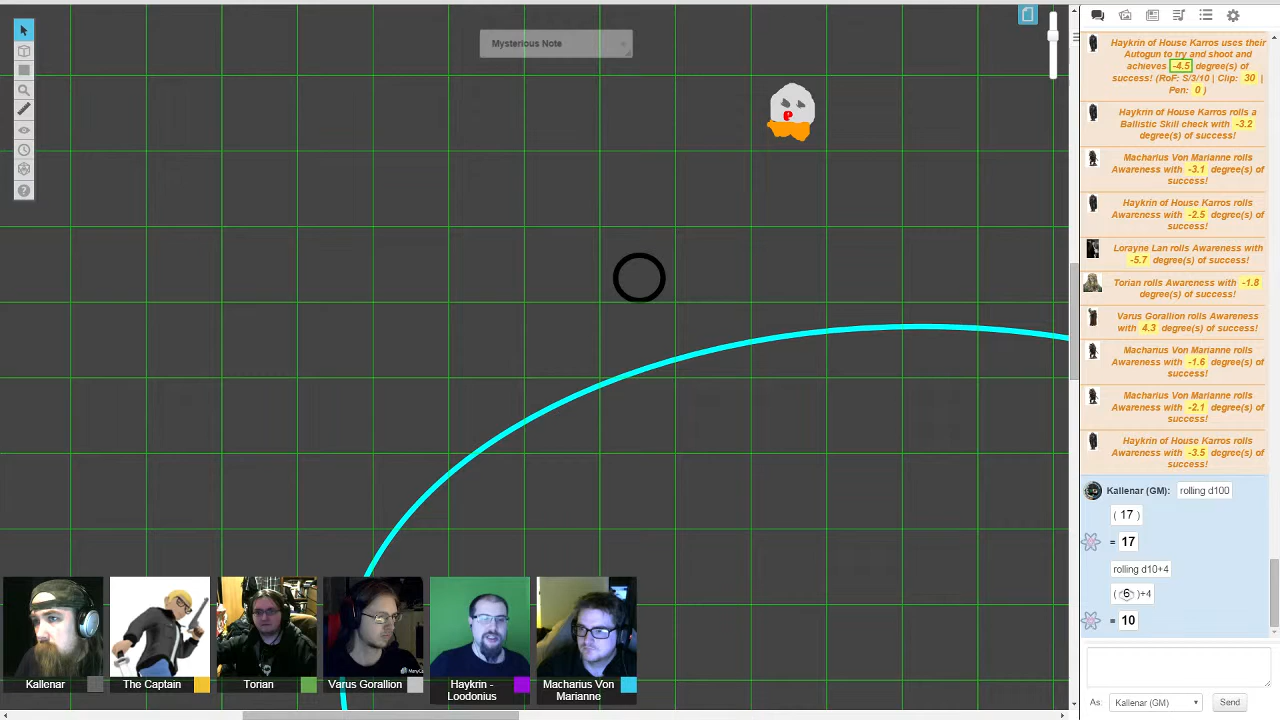 Mysterious Note
Haykrin of House Karros uses their
Autogun to try and shoot and
achieves -4.5 degree(s) of
success! (RoF: S/3/10 | Clip: 30 |
Pen: 0 )
Haykrin of House Karros rolls a
Ballistic Skill check with -3.2
degree(s) of success!
Macharius Von Marianne rolls
Awareness with -3.1 degree(s) of
success!
Haykrin of House Karros rolls
Awareness with -2.5 degree(s) of
success!
Lorayne Lan rolls Awareness with
-5.7 degree(s) of success!
Torian rolls Awareness with -1.8
degree(s) of success!
Varus Gorallion rolls Awareness
with 4.3 degree(s) of success!
Macharius Von Marianne rolls
Awareness with -1.6 degree(s) of
success!
Macharius Von Marianne rolls
Awareness with -2.1 degree(s) of
success!
Haykrin of House Karros rolls
Awareness with -3.5 degree(s) of
success!
Kallenar (GM): rolling d100
( 17 )
= 17
rolling d10+4
( 6 )+4
= 10
As: Kallenar (GM) Send
Kallenar
The Captain
Torian
Varus Gorallion
Haykrin -
Loodonius
Macharius Von
Marianne